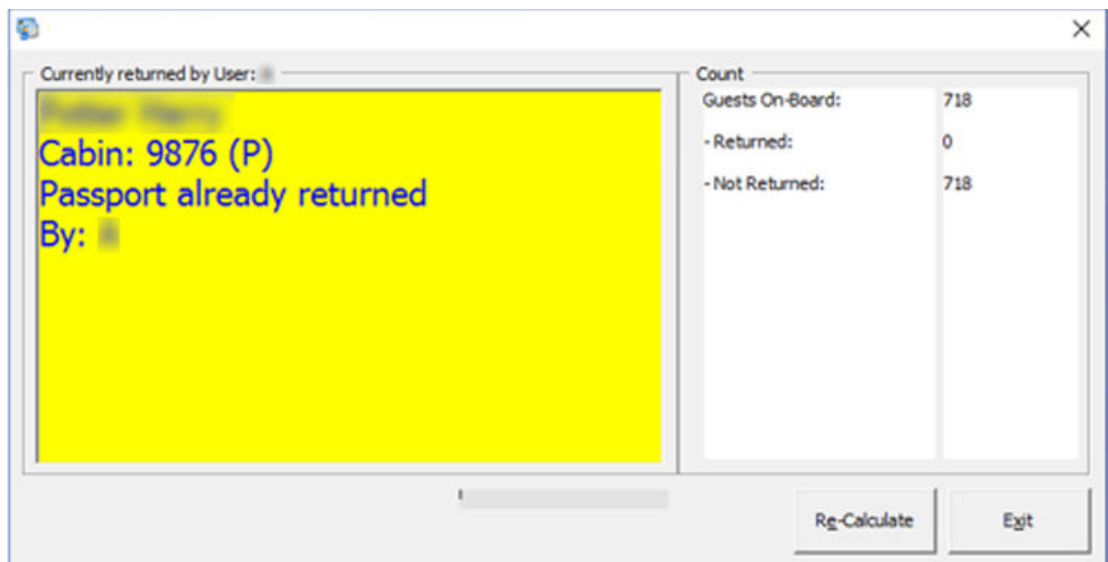 Currently returned by User:
Cabin: 9876 (P)
Passport already returned
By:
Count
Guests On-Board: 718
- Returned: 0
- Not Returned: 718
Re-Calculate
Exit